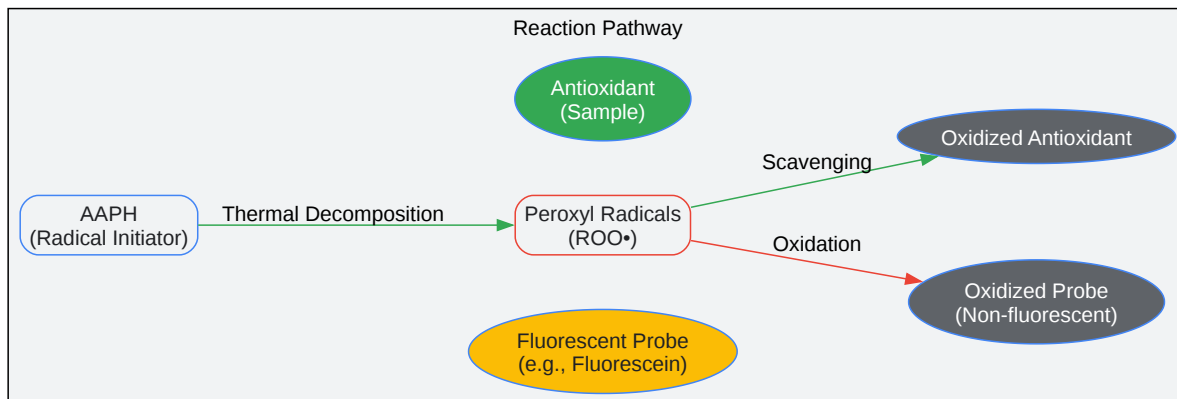 Reaction Pathway
Antioxidant
(Sample)
Oxidized Antioxidant
Scavenging
AAPH
(Radical Initiator)
Thermal Decomposition
Peroxyl Radicals
(ROO•)
Oxidation
Oxidized Probe
(Non-fluorescent)
Fluorescent Probe
(e.g., Fluorescein)